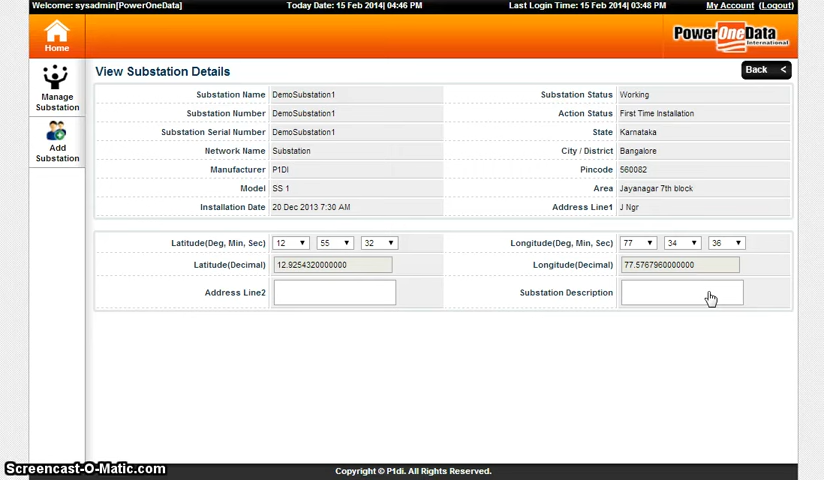 Welcome: sysadmin[PowerOneData] Today Date: 15 Feb 2014| 04:46 PM Last Login Time: 15 Feb 2014| 03:48 PM My Account (Logout)
Home
PowerOneData
International
View Substation Details
Back <
Manage
Substation
Add
Substation
Substation Name DemoSubstation1 Substation Status Working
Substation Number DemoSubstation1 Action Status First Time Installation
Substation Serial Number DemoSubstation1 State Karnataka
Network Name Substation City / District Bangalore
Manufacturer P1DI Pincode 560082
Model SS 1 Area Jayanagar 7th block
Installation Date 20 Dec 2013 7:30 AM Address Line1 J Ngr
Latitude(Deg, Min, Sec) 12 55 32 Longitude(Deg, Min, Sec) 77 34 36
Latitude(Decimal) 12.9254320000000 Longitude(Decimal) 77.5767960000000
Address Line2 Substation Description
Screencast-O-Matic.com
Copyright © P1di. All Rights Reserved.